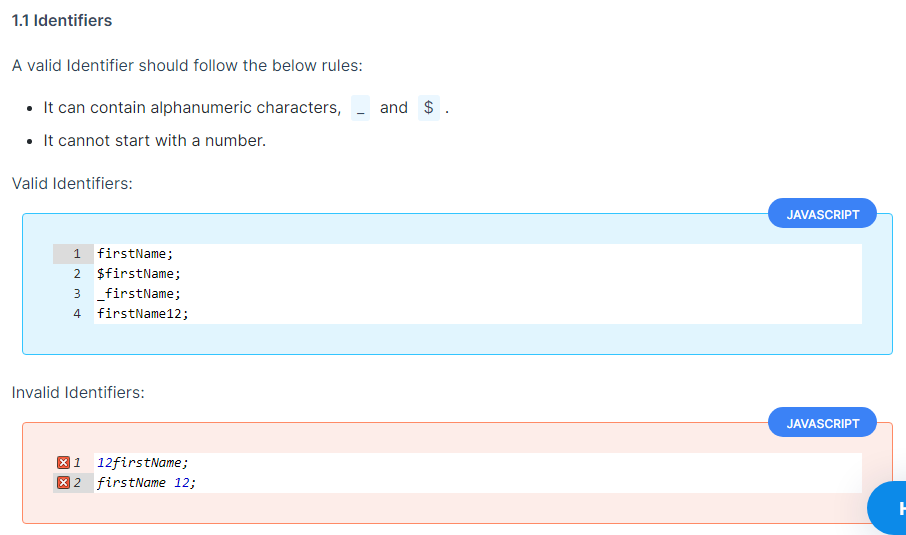 1.1 Identifiers
A valid Identifier should follow the below rules:
• It can contain alphanumeric characters, _ and $ .
• It cannot start with a number.
Valid Identifiers:
JAVASCRIPT
1 firstName;
2 $firstName;
3 _firstName;
4 firstName12;
Invalid Identifiers:
JAVASCRIPT
1 12firstName;
2 firstName 12;